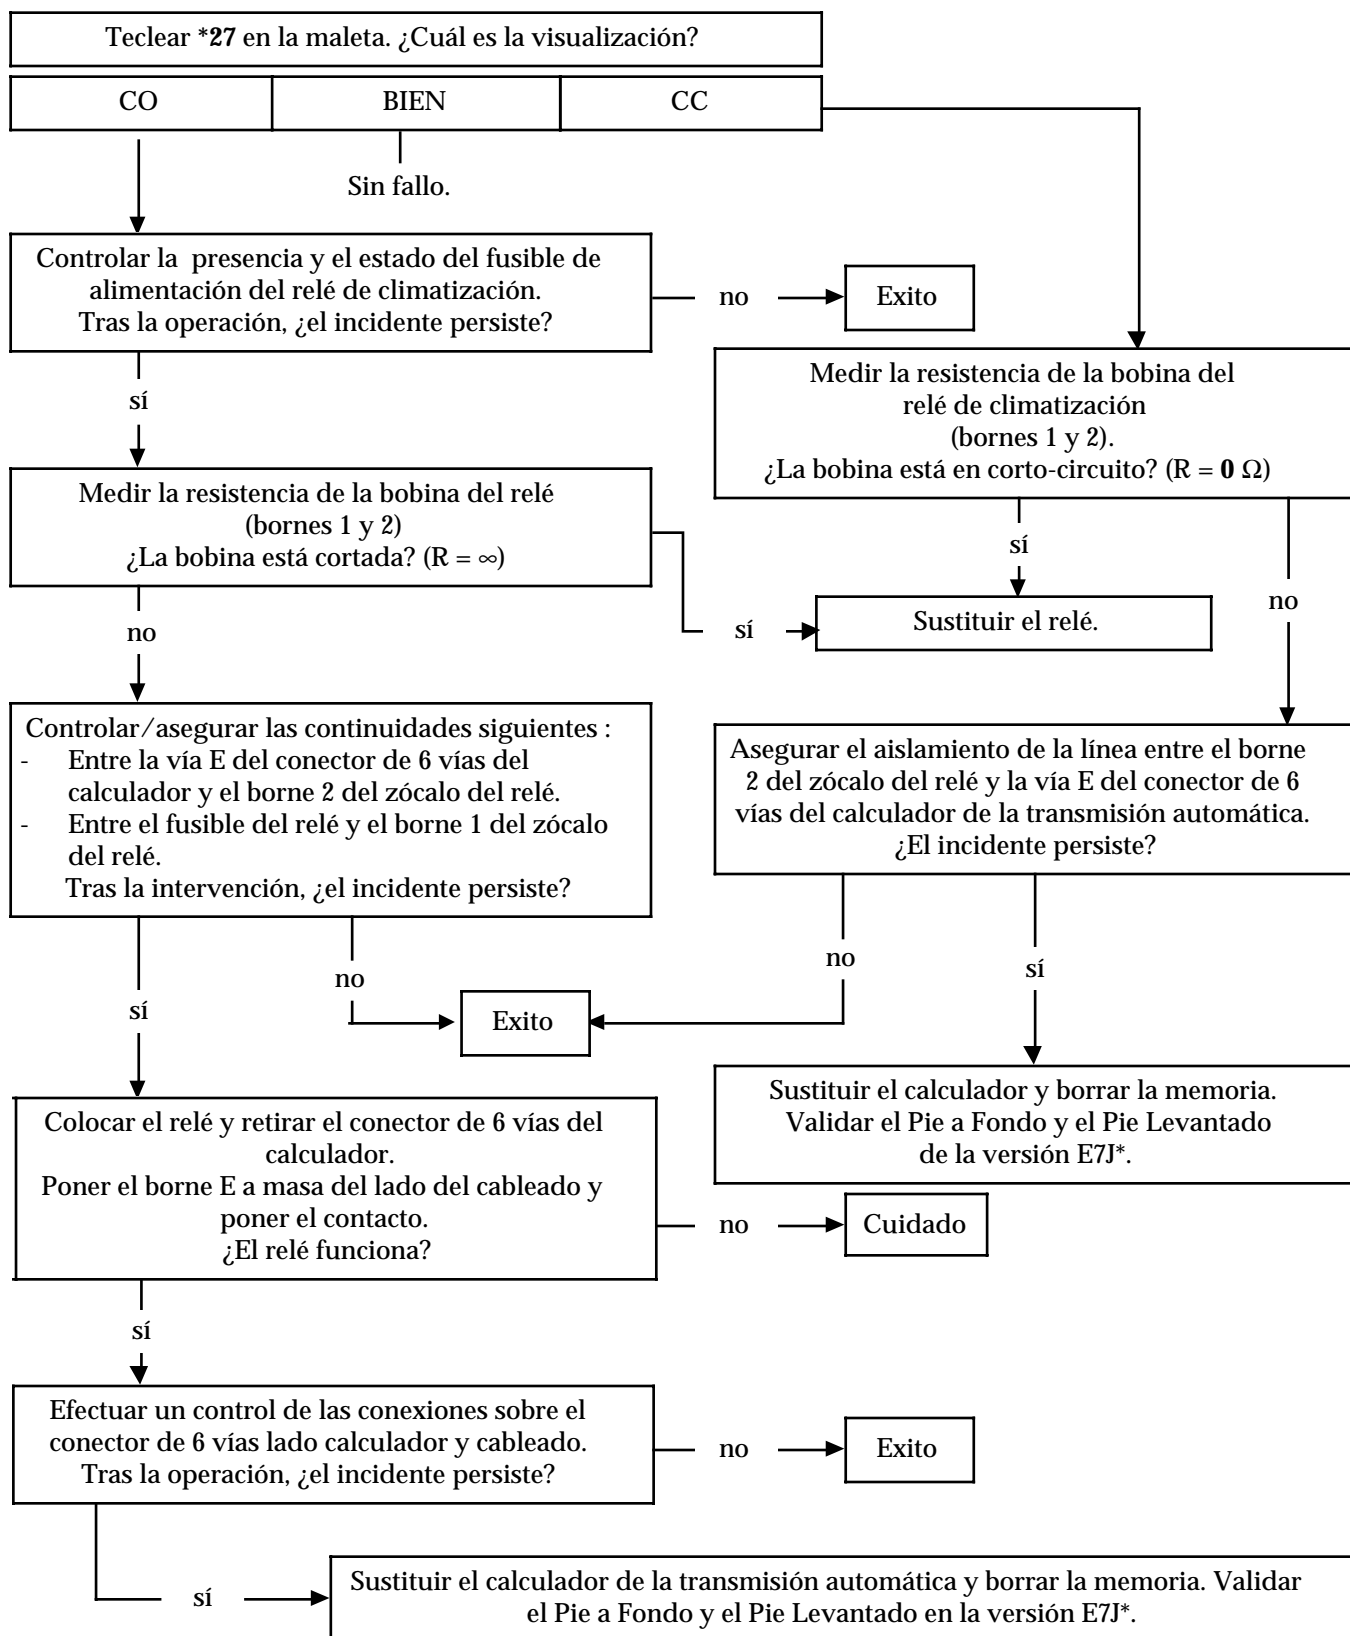 Teclear *27 en la maleta. ¿Cuál es la visualización?
CO
BIEN
CC
Sin fallo.
Controlar la presencia y el estado del fusible de
alimentación del relé de climatización.
Tras la operación, ¿el incidente persiste?
no
Exito
sí
Medir la resistencia de la bobina del
relé de climatización
(bornes 1 y 2).
¿La bobina está en corto-circuito? (R = 0 Ω)
Medir la resistencia de la bobina del relé
(bornes 1 y 2)
¿La bobina está cortada? (R = ∞)
sí
no
Sustituir el relé.
sí
no
Controlar/asegurar las continuidades siguientes :
- Entre la vía E del conector de 6 vías del
calculador y el borne 2 del zócalo del relé.
- Entre el fusible del relé y el borne 1 del zócalo
del relé.
Tras la intervención, ¿el incidente persiste?
Asegurar el aislamiento de la línea entre el borne
2 del zócalo del relé y la vía E del conector de 6
vías del calculador de la transmisión automática.
¿El incidente persiste?
no
sí
no
sí
Exito
Sustituir el calculador y borrar la memoria.
Validar el Pie a Fondo y el Pie Levantado
de la versión E7J*.
Colocar el relé y retirar el conector de 6 vías del
calculador.
Poner el borne E a masa del lado del cableado y
poner el contacto.
¿El relé funciona?
no
Cuidado
sí
Efectuar un control de las conexiones sobre el
conector de 6 vías lado calculador y cableado.
Tras la operación, ¿el incidente persiste?
no
Exito
sí
Sustituir el calculador de la transmisión automática y borrar la memoria. Validar
el Pie a Fondo y el Pie Levantado en la versión E7J*.